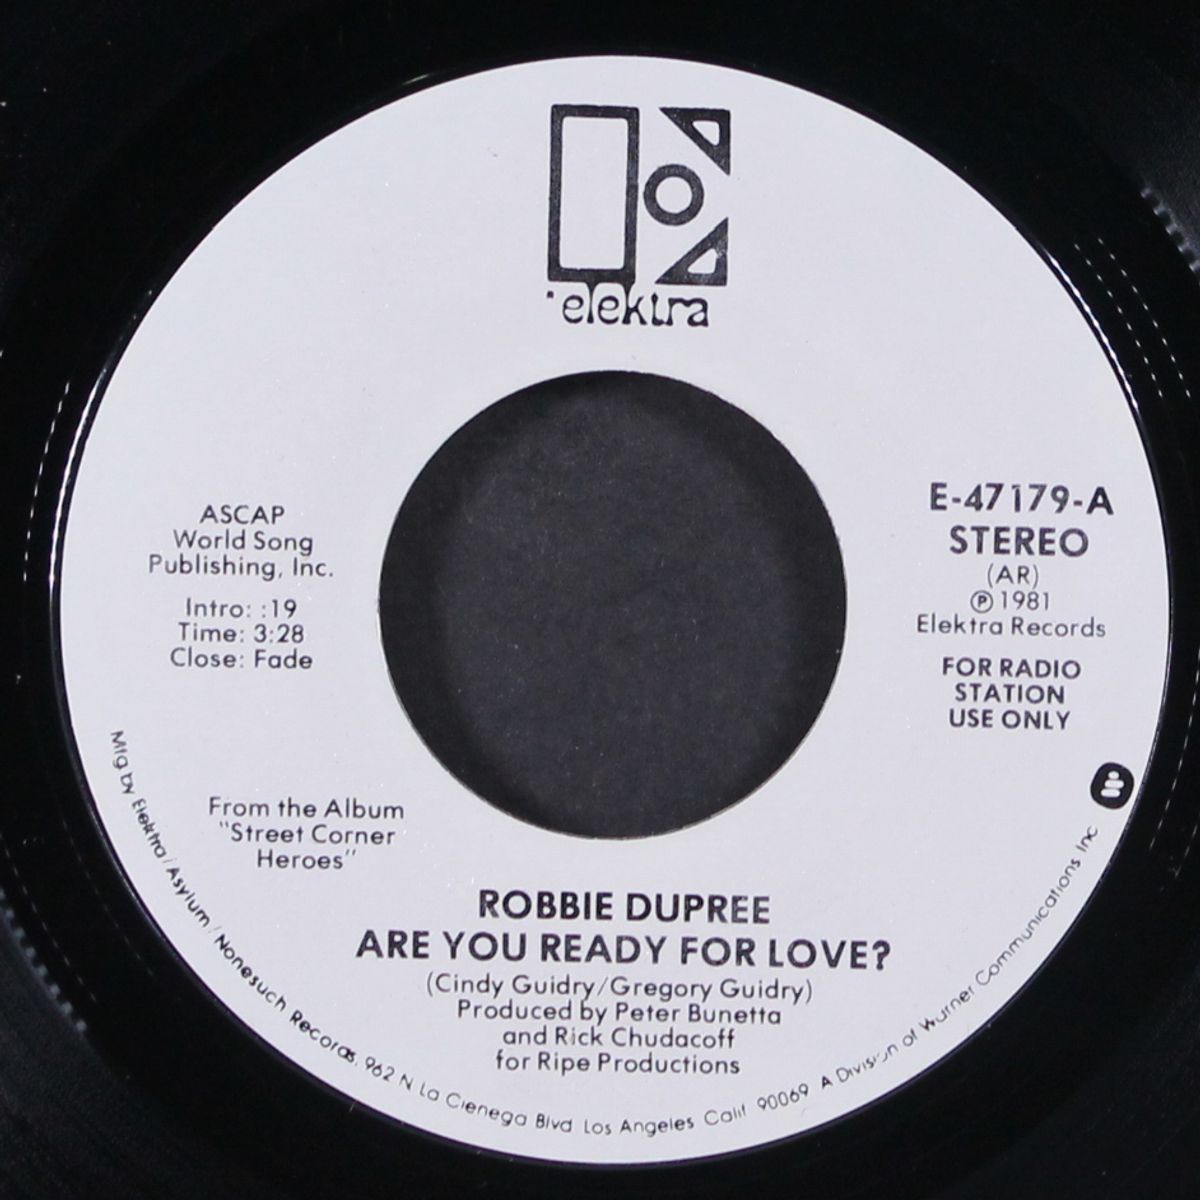 elektra
ASCAP
World Song
Publishing, Inc.
Intro: :19
Time: 3:28
Close: Fade
E-47179-A
STEREO
(AR)
℗ 1981
Elektra Records
FOR RADIO
STATION
USE ONLY
From the Album
"Street Corner
Heroes"
ROBBIE DUPREE
ARE YOU READY FOR LOVE?
(Cindy Guidry/Gregory Guidry)
Produced by Peter Bunetta
and Rick Chudacoff
for Ripe Productions
Mfg by Elektra/Asylum/Nonesuch Records, 962 N La Cienega Blvd Los Angeles Calif 90069 A Division of Warner Communications Inc